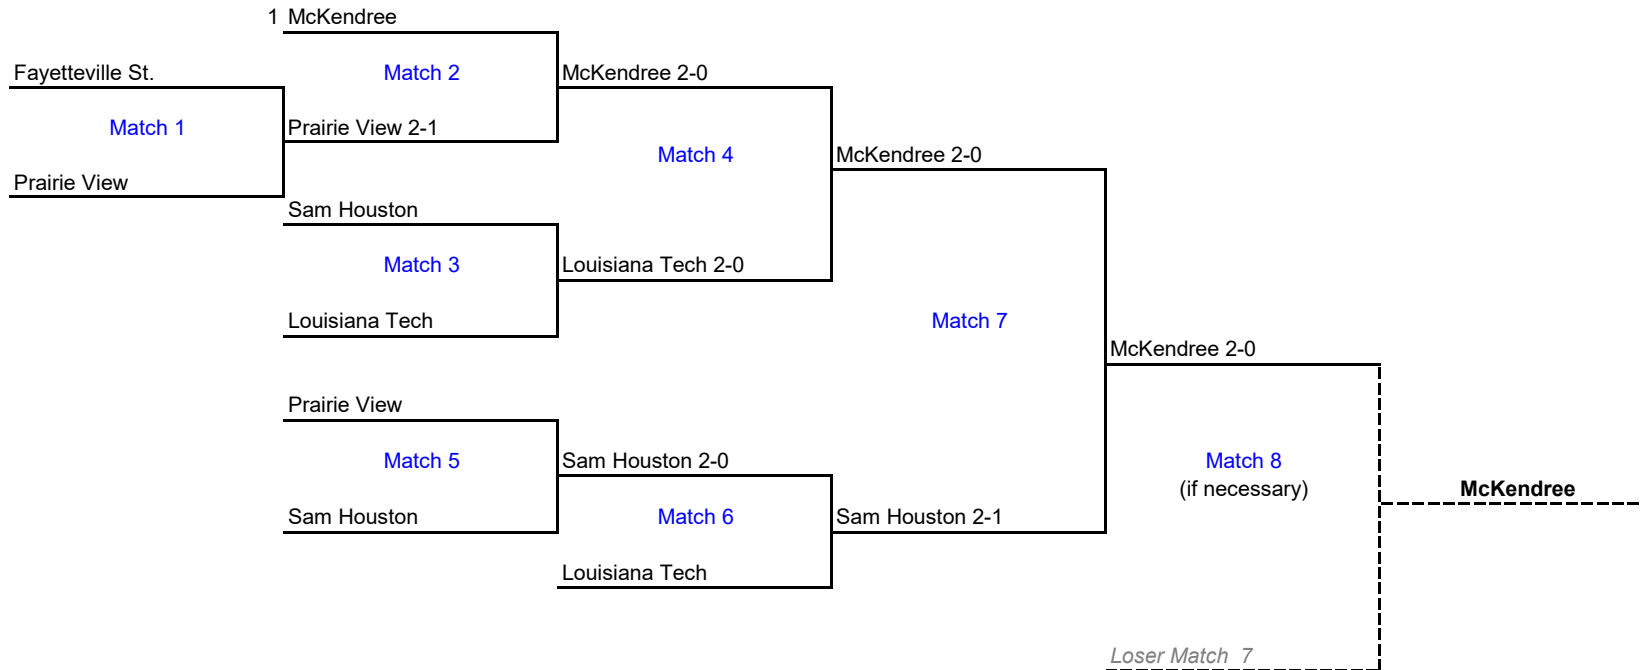 1 McKendree
Fayetteville St.
Match 2
McKendree 2-0
Match 1
Prairie View 2-1
Match 4
McKendree 2-0
Prairie View
Sam Houston
Match 3
Louisiana Tech 2-0
Louisiana Tech
Match 7
McKendree 2-0
Prairie View
Match 5
Sam Houston 2-0
Match 8
(if necessary)
McKendree
Sam Houston
Match 6
Sam Houston 2-1
Louisiana Tech
Loser Match 7